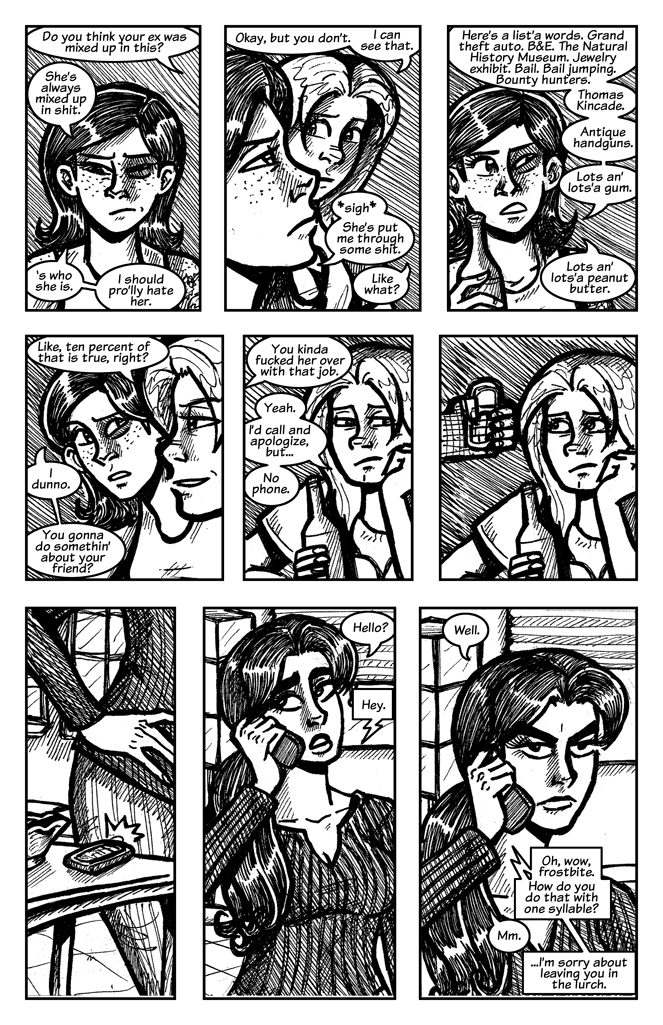 Do you think your ex was
mixed up in this?
She's
always
mixed up
in shit.
's who
she is.
I should
pro'lly hate
her.
Okay, but you don't.
I can
see that.
*sigh*
She's put
me through
some shit.
Like
what?
Here's a list'a words. Grand
theft auto. B&E. The Natural
History Museum. Jewelry
exhibit. Bail. Bail jumping.
Bounty hunters.
Thomas
Kincade.
Antique
handguns.
Lots an'
lots'a gum.
Lots an'
lots'a peanut
butter.
Like, ten percent of
that is true, right?
I
dunno.
You gonna
do somethin'
about your
friend?
You kinda
fucked her over
with that job.
Yeah.
I'd call and
apologize,
but...
No
phone.
Hello?
Hey.
Well.
Oh, wow,
frostbite.
How do you
do that with
one syllable?
Mm.
...I'm sorry about
leaving you in
the lurch.